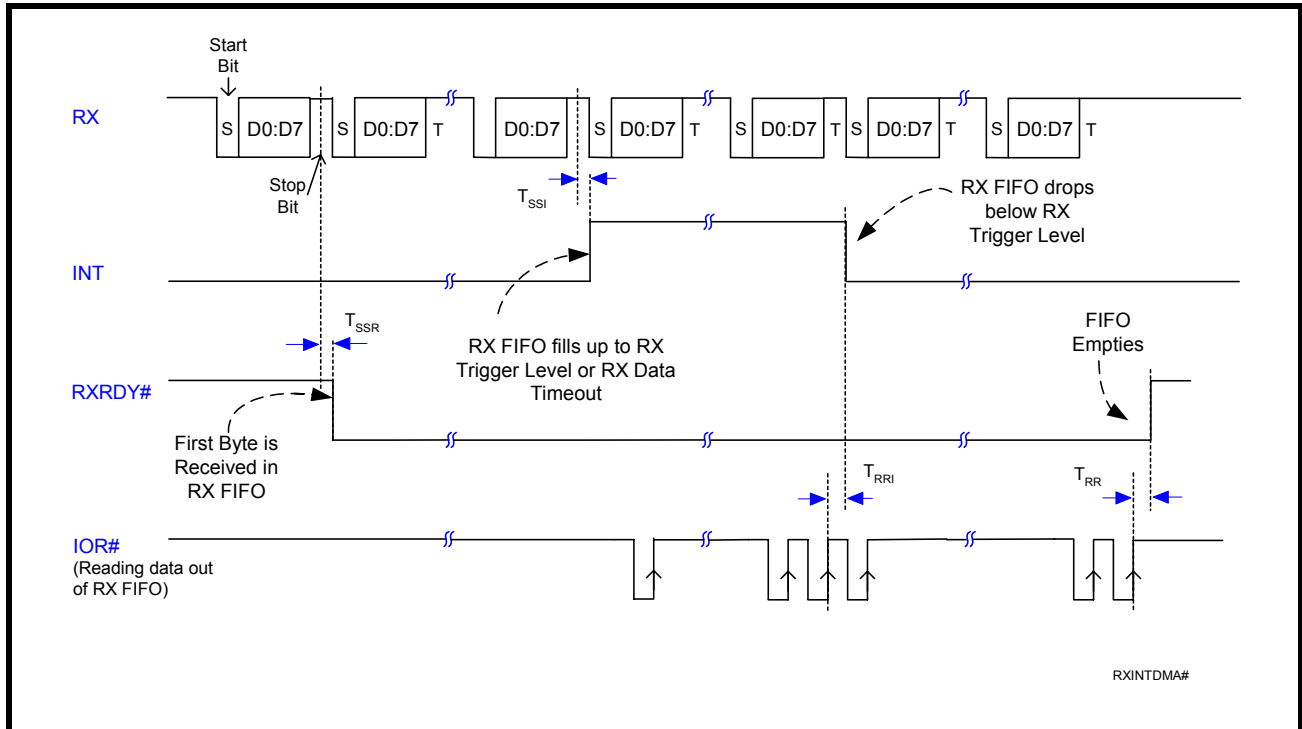 Start
Bit
RX
S
D0:D7
S
D0:D7
T
D0:D7
S
D0:D7
T
S
D0:D7
T
S
D0:D7
T
S
D0:D7
T
Stop
Bit
TSSI
RX FIFO drops
below RX
Trigger Level
INT
TSSR
RX FIFO fills up to RX
Trigger Level or RX Data
Timeout
FIFO
Empties
RXRDY#
First Byte is
Received in
RX FIFO
TRRI
TRR
IOR#
(Reading data out
of RX FIFO)
RXINTDMA#